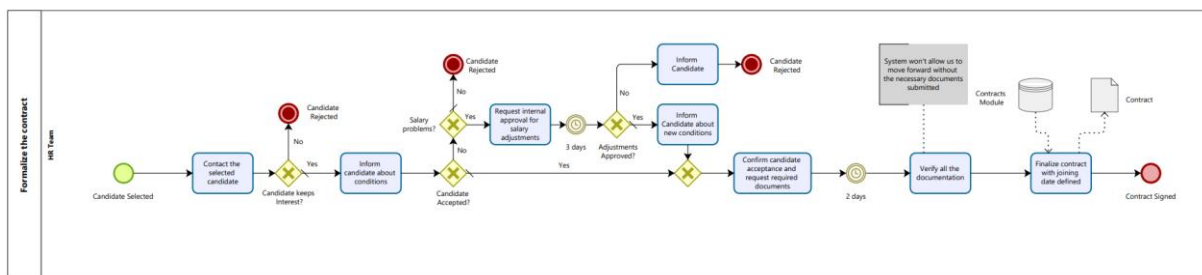 Formalize the contract
HR Team
Candidate Selected
Contact the
selected
candidate
Candidate
Rejected
No
Yes
Candidate keeps
Interest?
Inform
candidate about
conditions
Candidate
Rejected
No
Salary
problems?
Yes
No
Candidate
Accepted?
Request internal
approval for
salary
adjustments
3 days
Yes
No
Adjustments
Approved?
Yes
Inform
Candidate
Candidate
Rejected
Inform
Candidate about
new conditions
Confirm candidate
acceptance and
request required
documents
2 days
System won't allow us to
move forward without
the necessary documents
submitted
Verify all the
documentation
Contracts
Module
Contract
Finalize contract
with joining
date defined
Contract Signed